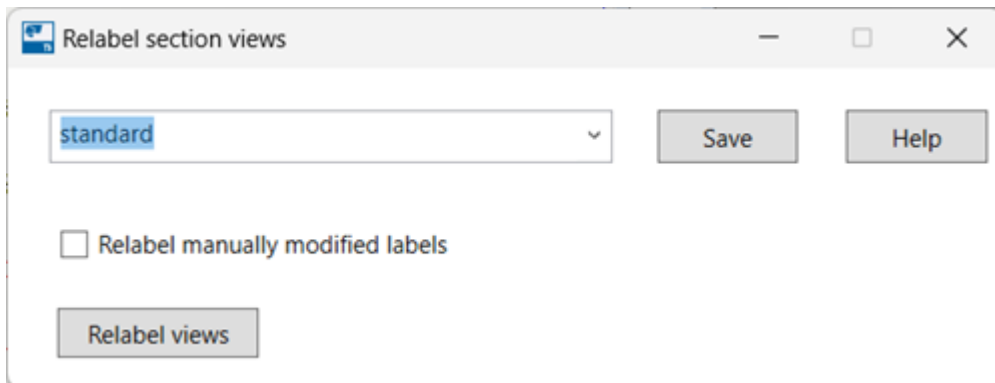 Relabel section views
standard
Save
Help
Relabel manually modified labels
Relabel views